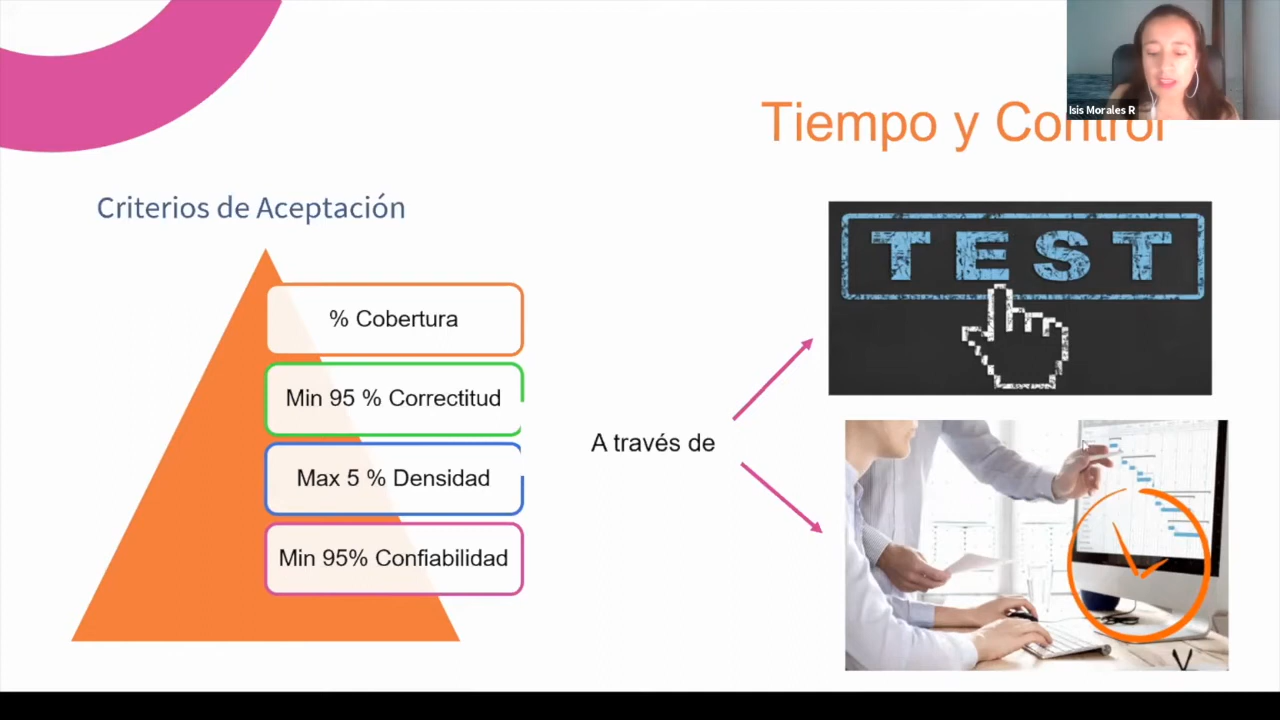 Isis Morales R
Tiempo y Control
Criterios de Aceptación
% Cobertura
Min 95 % Correctitud
Max 5 % Densidad
Min 95% Confiabilidad
A través de
TEST